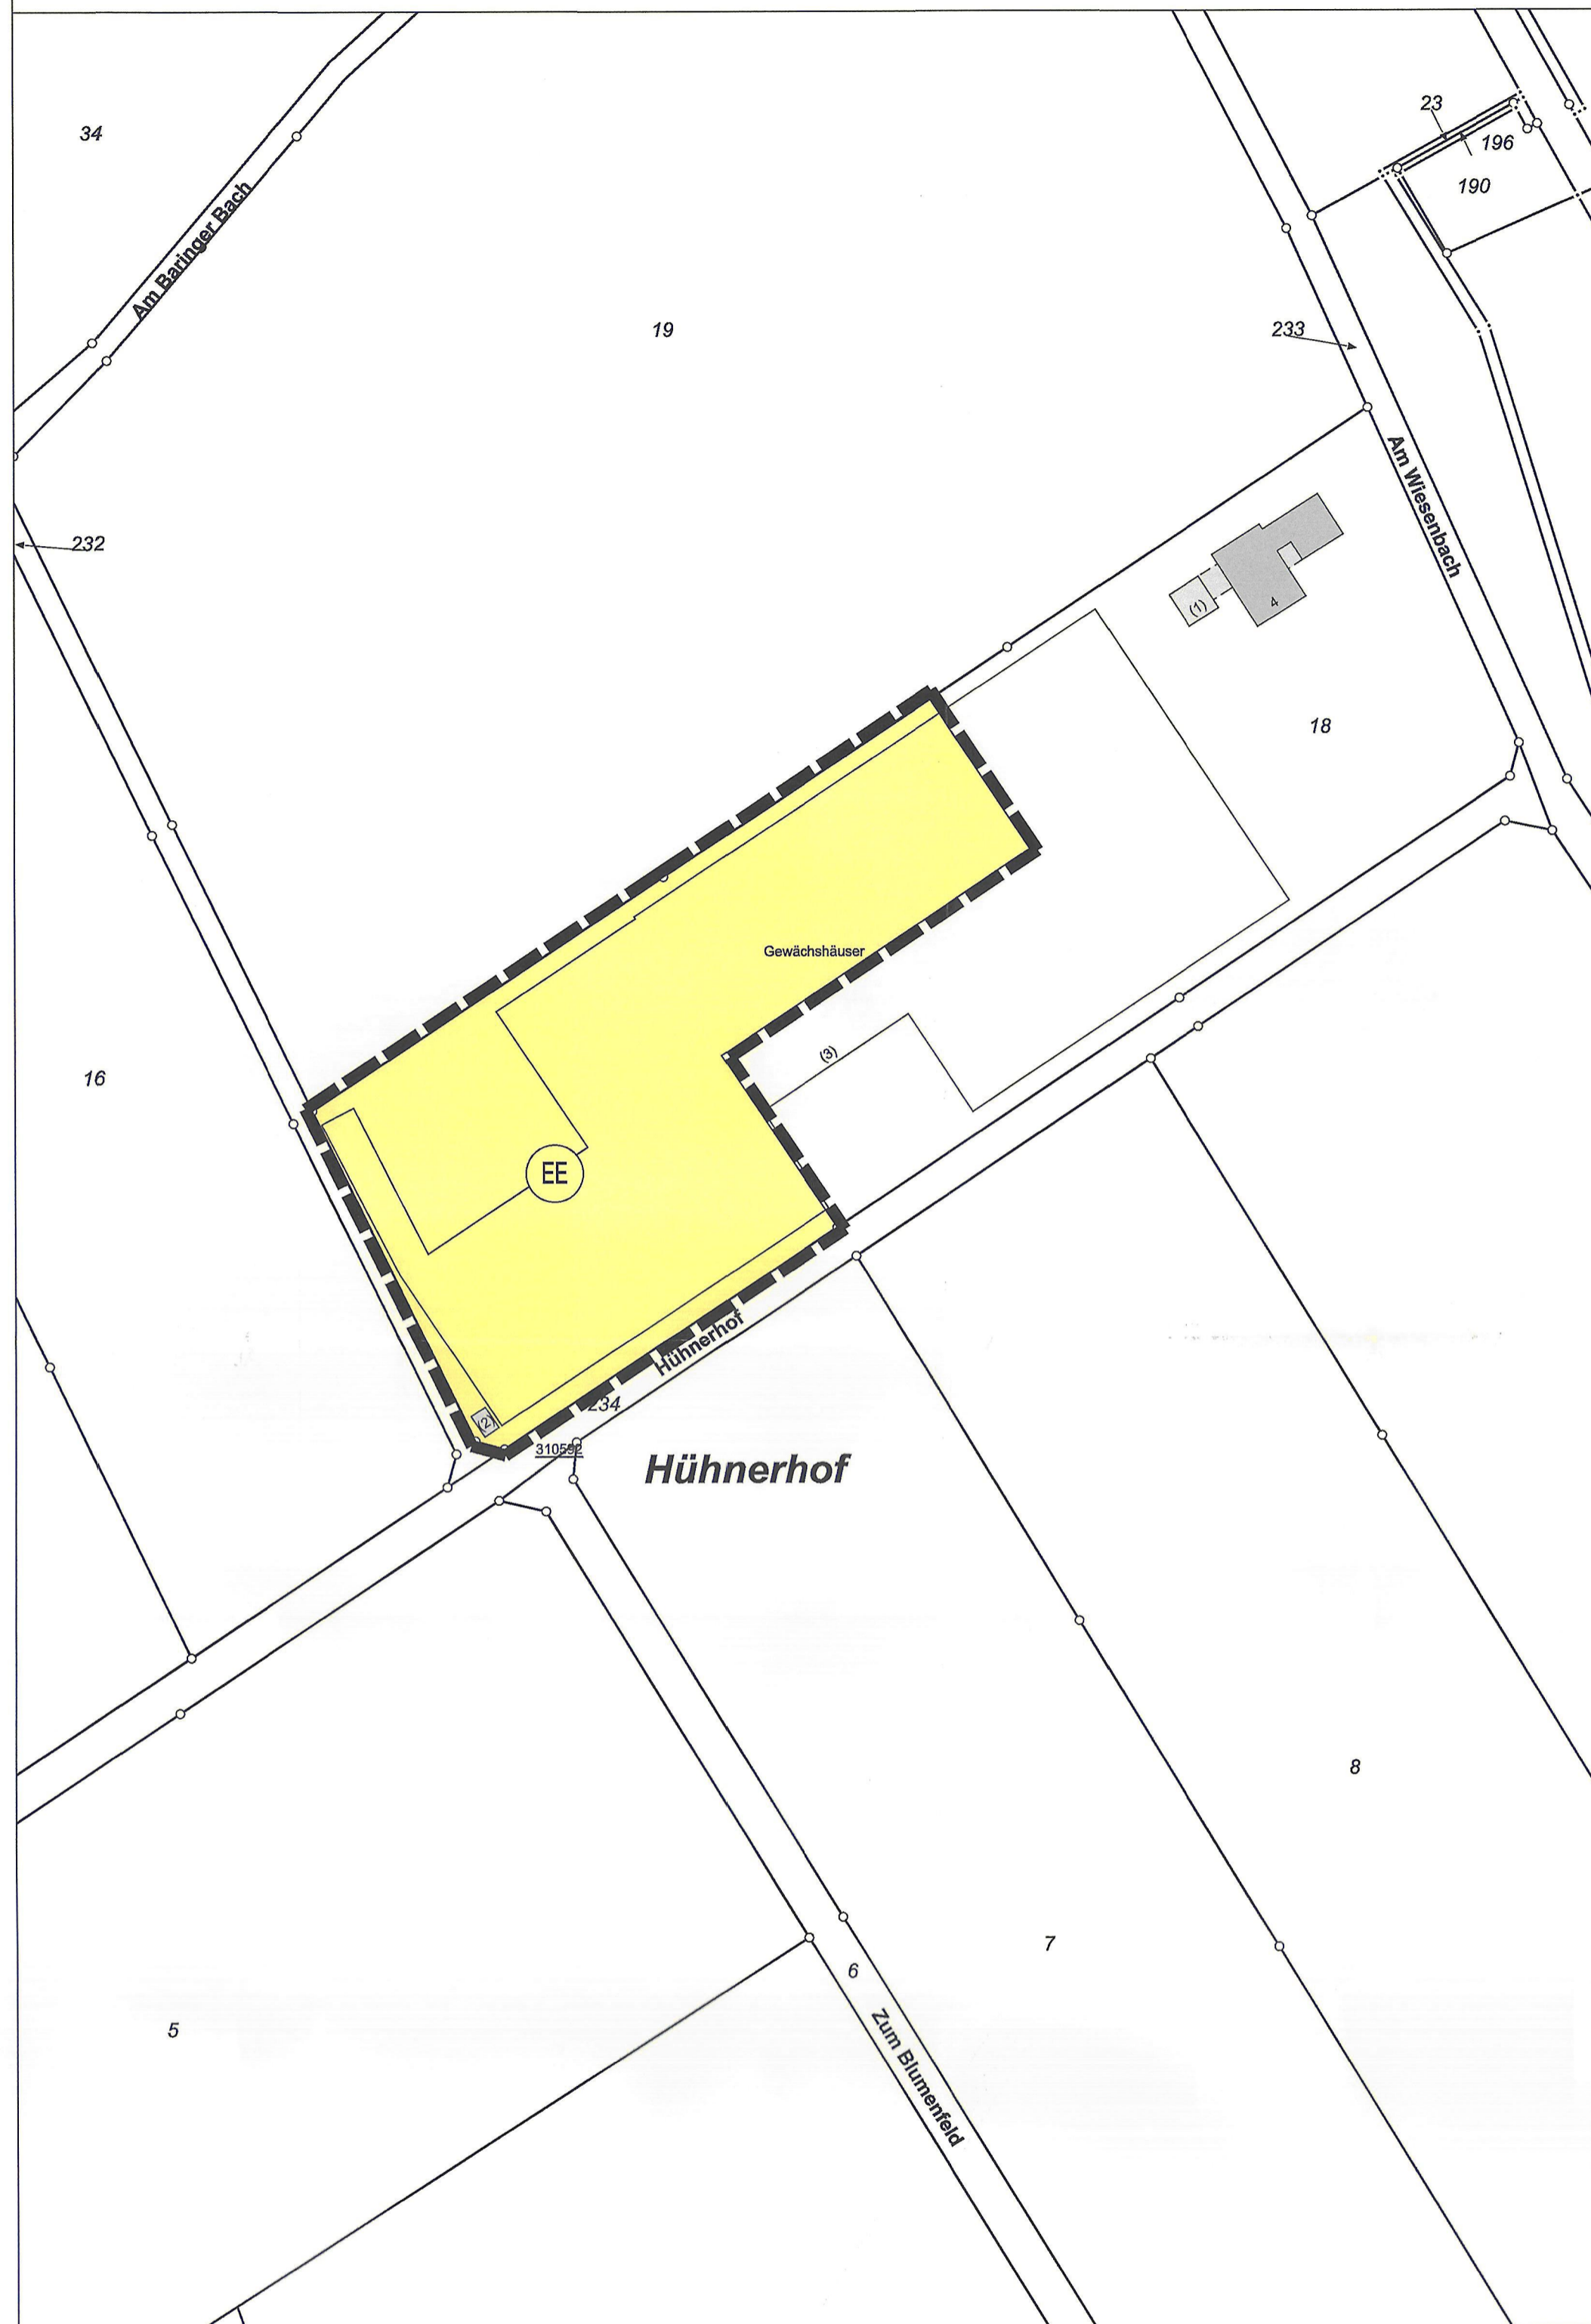 34
23
196
190
Am Baringer Bach
19
233
Am Wiesenbach
232
(1)
4
18
Gewächshäuser
(3)
16
EE
Hühnerhof
234
(2)
310592
Hühnerhof
8
7
6
5
Zum Blumenfeld